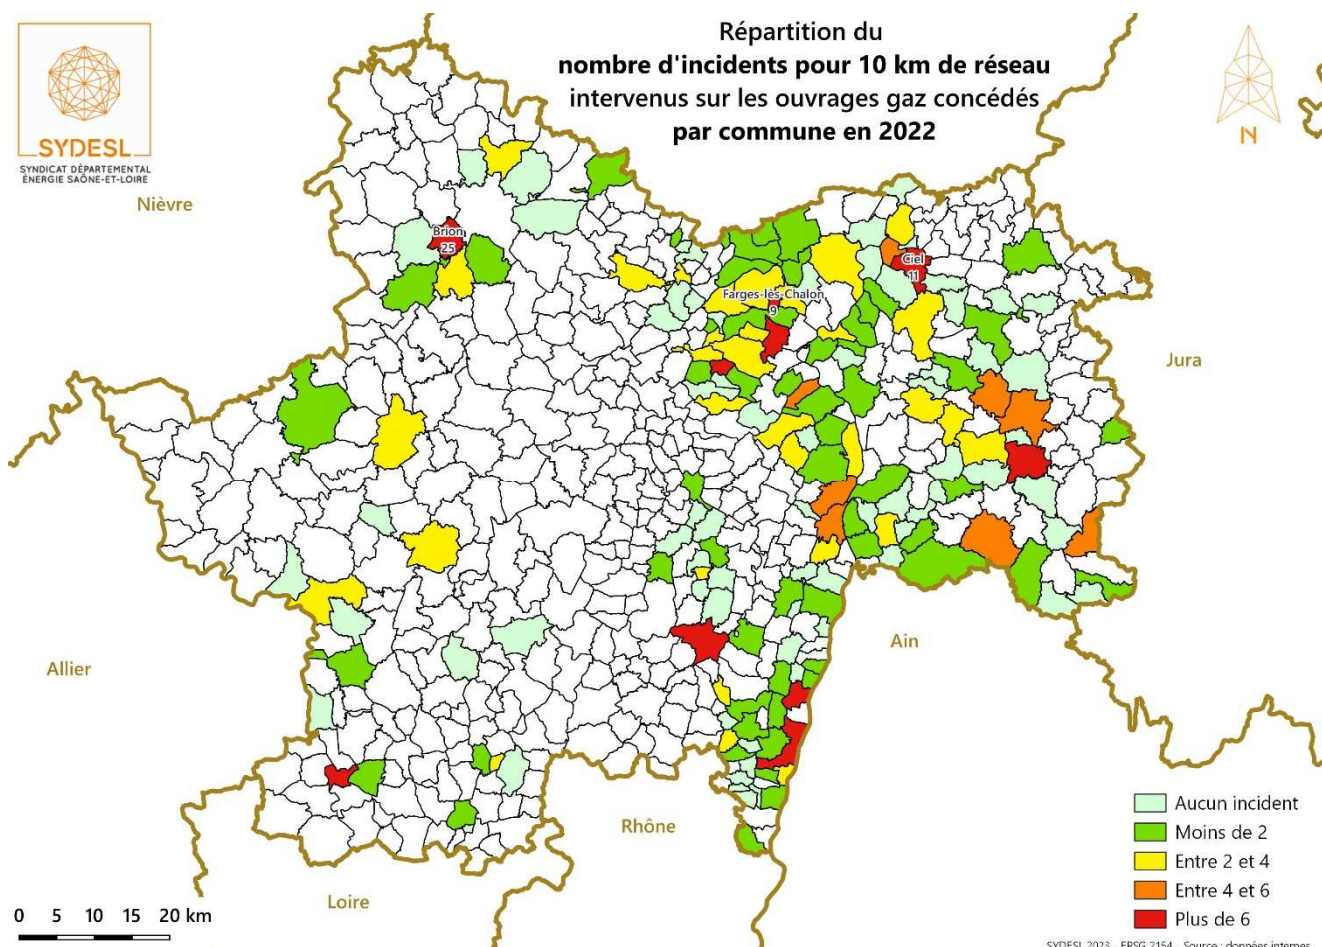 Répartition du
nombre d'incidents pour 10 km de réseau
intervenus sur les ouvrages gaz concédés
par commune en 2022
SYDESL
SYNDICAT DÉPARTEMENTAL
ÉNERGIE SAÔNE-ET-LOIRE
N
Nièvre
Brion
25
Ciel
11
Farges-lès-Chalon
9
Jura
Allier
Ain
Rhône
Loire
Aucun incident
Moins de 2
Entre 2 et 4
Entre 4 et 6
Plus de 6
0 5 10 15 20 km
SYDESL 2023 - EPSG 2154 - Source : données internes